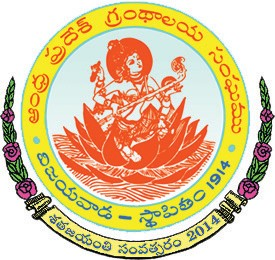 ఆంధ్ర ప్రదేశ్ గ్రంథాలయ సంఘము
విజయవాడ – స్థాపితం 1914
శతజయంతి సంవత్సరం 2014